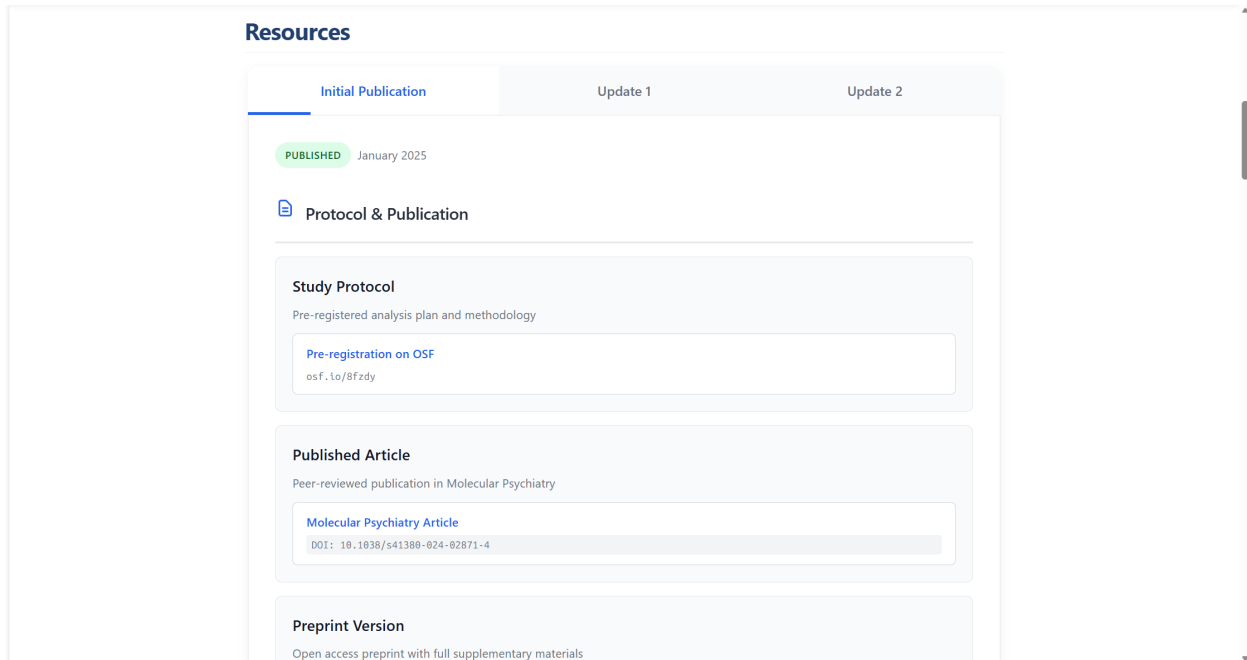 Resources
Initial Publication
Update 1
Update 2
PUBLISHED January 2025
Protocol & Publication
Study Protocol
Pre-registered analysis plan and methodology
Pre-registration on OSF
osf.io/8fzdy
Published Article
Peer-reviewed publication in Molecular Psychiatry
Molecular Psychiatry Article
DOI: 10.1038/s41380-024-02871-4
Preprint Version
Open access preprint with full supplementary materials